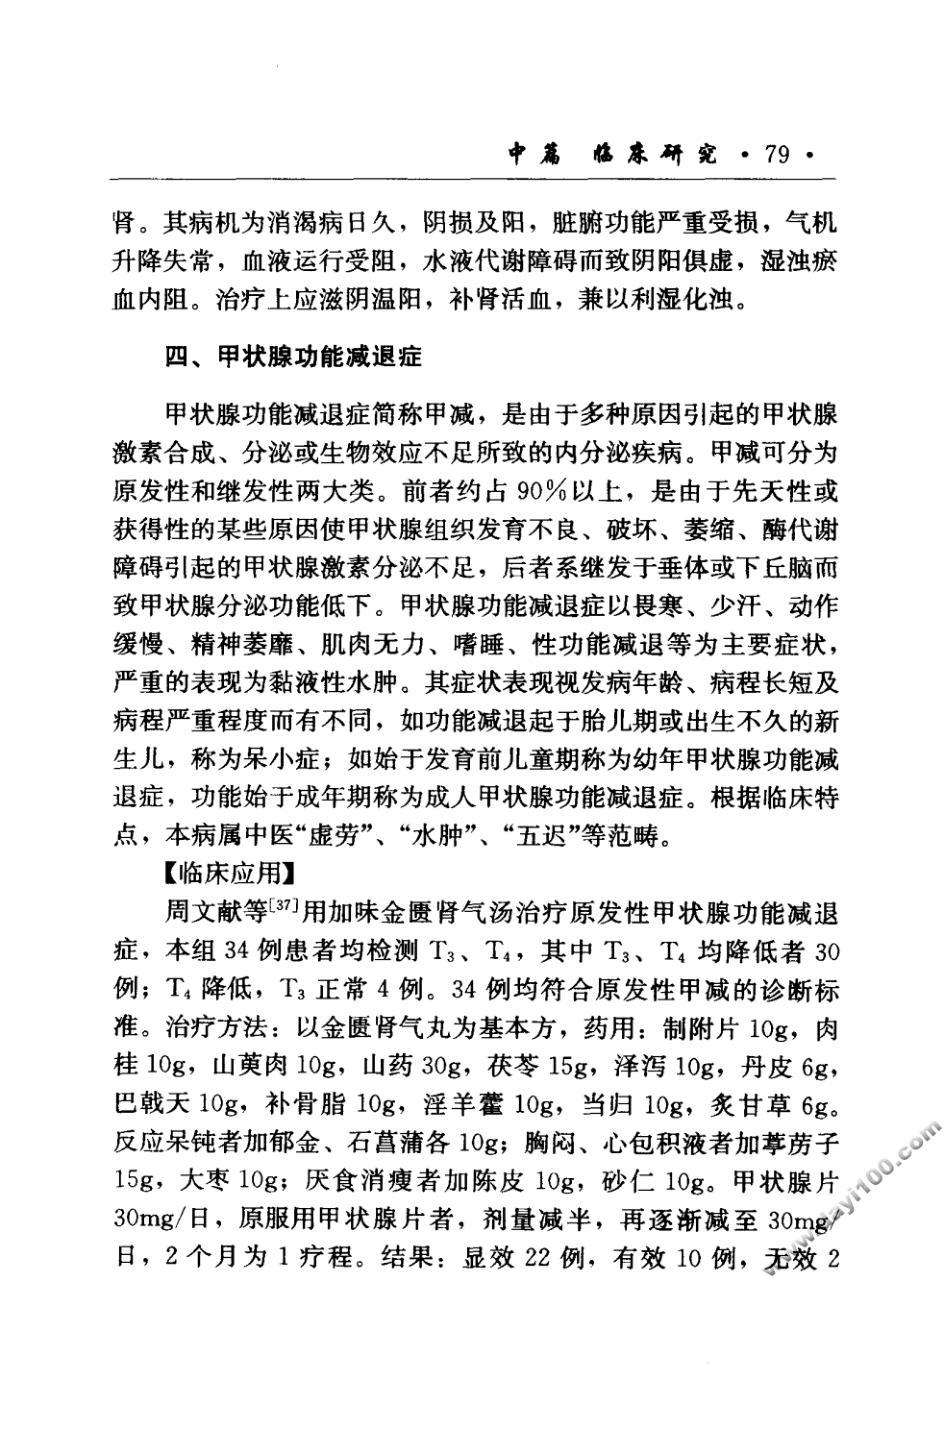 中篇 临床研究 ·79·
肾。其病机为消渴病日久，阴损及阳，脏腑功能严重受损，气机
升降失常，血液运行受阻，水液代谢障碍而致阴阳俱虚，湿浊瘀
血内阻。治疗上应滋阴温阳，补肾活血，兼以利湿化浊。
四、甲状腺功能减退症
甲状腺功能减退症简称甲减，是由于多种原因引起的甲状腺
激素合成、分泌或生物效应不足所致的内分泌疾病。甲减可分为
原发性和继发性两大类。前者约占 90%以上，是由于先天性或
获得性的某些原因使甲状腺组织发育不良、破坏、萎缩、酶代谢
障碍引起的甲状腺激素分泌不足，后者系继发于垂体或下丘脑而
致甲状腺分泌功能低下。甲状腺功能减退症以畏寒、少汗、动作
缓慢、精神萎靡、肌肉无力、嗜睡、性功能减退等为主要症状，
严重的表现为黏液性水肿。其症状表现视发病年龄、病程长短及
病程严重程度而有不同，如功能减退起于胎儿期或出生不久的新
生儿，称为呆小症；如始于发育前儿童期称为幼年甲状腺功能减
退症，功能始于成年期称为成人甲状腺功能减退症。根据临床特
点，本病属中医“虚劳”、“水肿”、“五迟”等范畴。
【临床应用】
周文献等[37]用加味金匮肾气汤治疗原发性甲状腺功能减退
症，本组 34 例患者均检测 T₃、T₄，其中 T₃、T₄ 均降低者 30
例；T₄ 降低，T₃ 正常 4 例。34 例均符合原发性甲减的诊断标
准。治疗方法：以金匮肾气丸为基本方，药用：制附片 10g，肉
桂 10g，山萸肉 10g，山药 30g，茯苓 15g，泽泻 10g，丹皮 6g，
巴戟天 10g，补骨脂 10g，淫羊藿 10g，当归 10g，炙甘草 6g。
反应呆钝者加郁金、石菖蒲各 10g；胸闷、心包积液者加葶苈子
15g，大枣 10g；厌食消瘦者加陈皮 10g，砂仁 10g。甲状腺片
30mg/日，原服用甲状腺片者，剂量减半，再逐渐减至 30mg/
日，2 个月为 1 疗程。结果：显效 22 例，有效 10 例，无效 2
www.dayi100.com